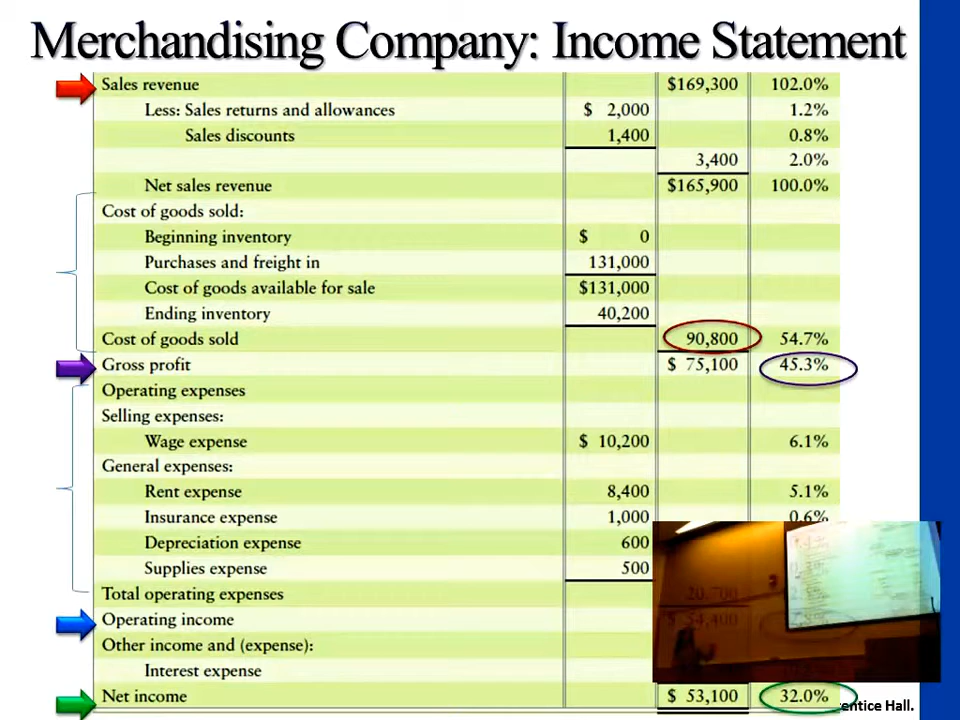 Merchandising Company: Income Statement
Sales revenue $169,300 102.0%
Less: Sales returns and allowances $ 2,000 1.2%
Sales discounts 1,400 0.8%
3,400 2.0%
Net sales revenue $165,900 100.0%
Cost of goods sold:
Beginning inventory $ 0
Purchases and freight in 131,000
Cost of goods available for sale $131,000
Ending inventory 40,200
Cost of goods sold 90,800 54.7%
Gross profit $ 75,100 45.3%
Operating expenses
Selling expenses:
Wage expense $ 10,200 6.1%
General expenses:
Rent expense 8,400 5.1%
Insurance expense 1,000 0.6%
Depreciation expense 600
Supplies expense 500
Total operating expenses 20,700
Operating income $ 54,400
Other income and (expense):
Interest expense
Net income $ 53,100 32.0%
entice Hall.